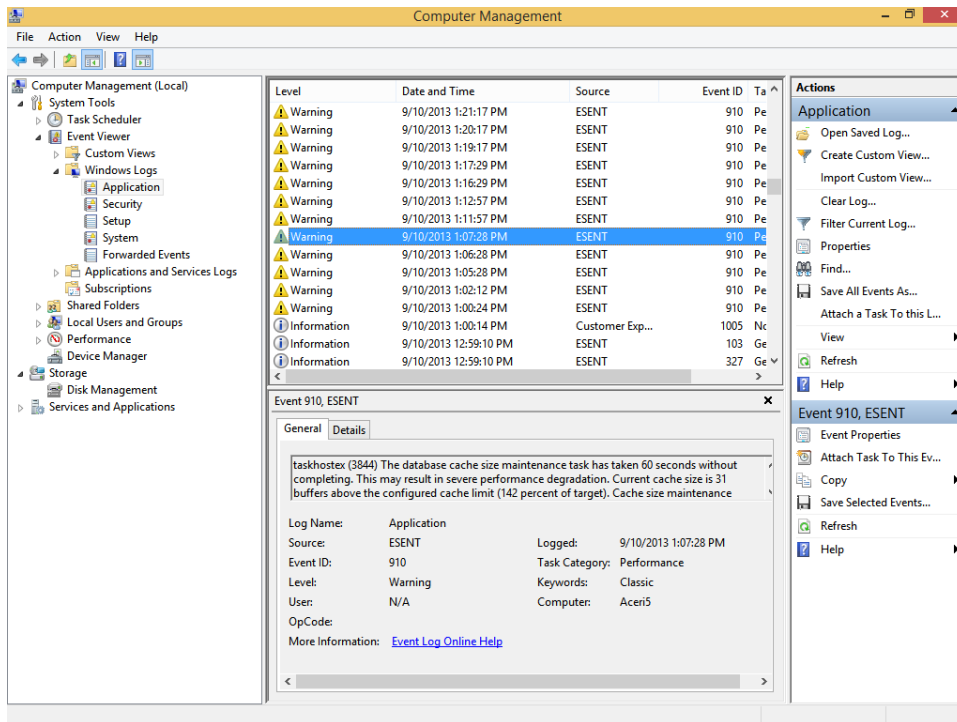 Computer Management
File Action View Help
Computer Management (Local)
System Tools
Task Scheduler
Event Viewer
Custom Views
Windows Logs
Application
Security
Setup
System
Forwarded Events
Applications and Services Logs
Subscriptions
Shared Folders
Local Users and Groups
Performance
Device Manager
Storage
Disk Management
Services and Applications
Level Date and Time Source Event ID Ta
Warning 9/10/2013 1:21:17 PM ESENT 910 Pe
Warning 9/10/2013 1:20:17 PM ESENT 910 Pe
Warning 9/10/2013 1:19:17 PM ESENT 910 Pe
Warning 9/10/2013 1:17:29 PM ESENT 910 Pe
Warning 9/10/2013 1:16:29 PM ESENT 910 Pe
Warning 9/10/2013 1:12:57 PM ESENT 910 Pe
Warning 9/10/2013 1:11:57 PM ESENT 910 Pe
Warning 9/10/2013 1:07:28 PM ESENT 910 Pe
Warning 9/10/2013 1:06:28 PM ESENT 910 Pe
Warning 9/10/2013 1:05:28 PM ESENT 910 Pe
Warning 9/10/2013 1:02:12 PM ESENT 910 Pe
Warning 9/10/2013 1:00:24 PM ESENT 910 Pe
Information 9/10/2013 1:00:14 PM Customer Exp... 1005 Nc
Information 9/10/2013 12:59:10 PM ESENT 103 Ge
Information 9/10/2013 12:59:10 PM ESENT 327 Ge
Event 910, ESENT
General Details
taskhostex (3844) The database cache size maintenance task has taken 60 seconds without
completing. This may result in severe performance degradation. Current cache size is 31
buffers above the configured cache limit (142 percent of target). Cache size maintenance
Log Name: Application
Source: ESENT Logged: 9/10/2013 1:07:28 PM
Event ID: 910 Task Category: Performance
Level: Warning Keywords: Classic
User: N/A Computer: Aceri5
OpCode:
More Information: Event Log Online Help
Actions
Application
Open Saved Log...
Create Custom View...
Import Custom View...
Clear Log...
Filter Current Log...
Properties
Find...
Save All Events As...
Attach a Task To this L...
View
Refresh
Help
Event 910, ESENT
Event Properties
Attach Task To This Ev...
Copy
Save Selected Events...
Refresh
Help